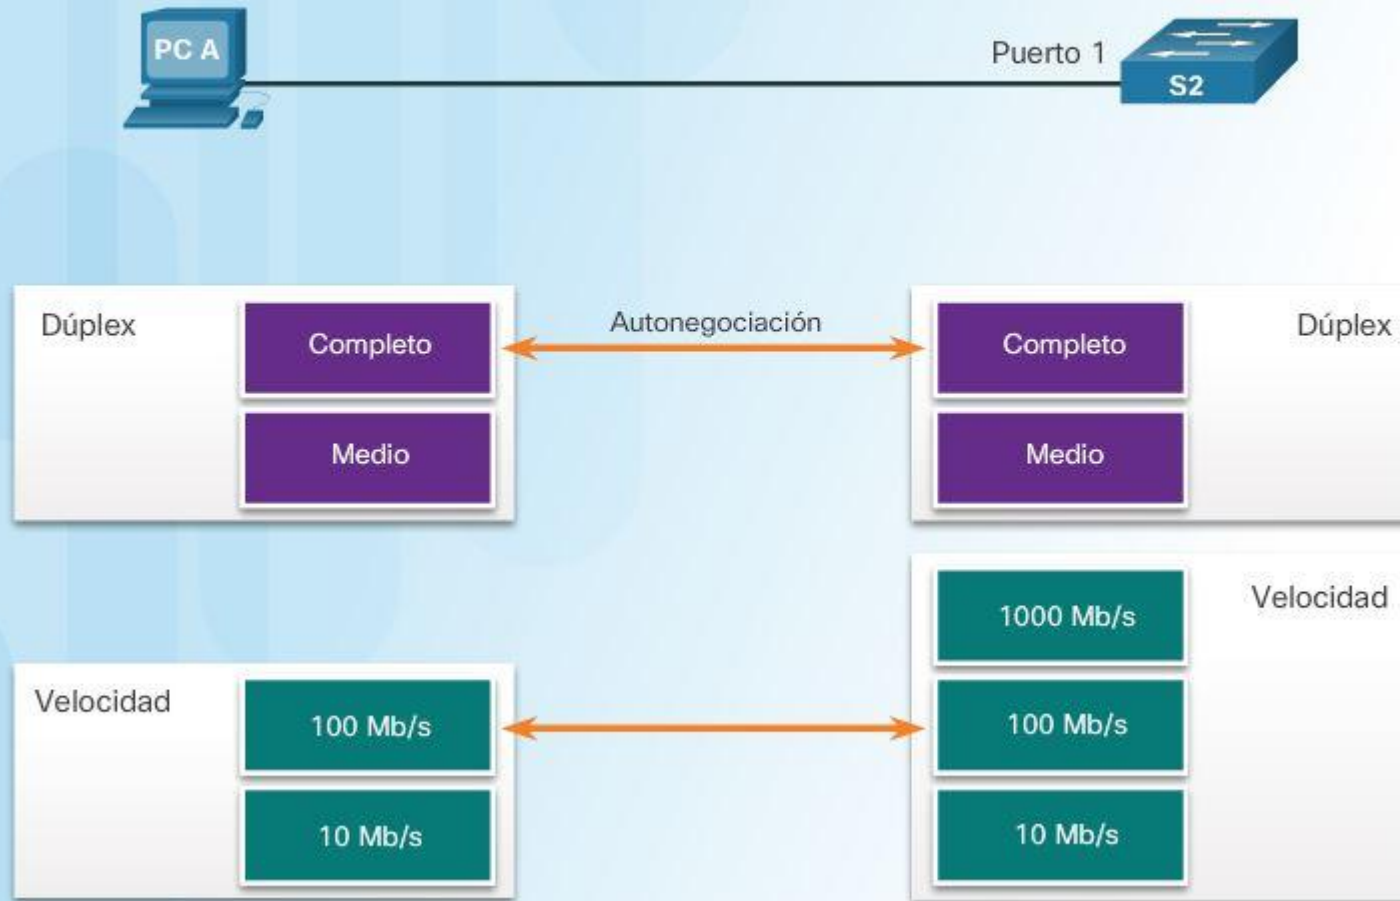 PC A
Puerto 1
S2
Dúplex
Completo
Medio
Autonegociación
Completo
Medio
Dúplex
Velocidad
100 Mb/s
10 Mb/s
1000 Mb/s
100 Mb/s
10 Mb/s
Velocidad